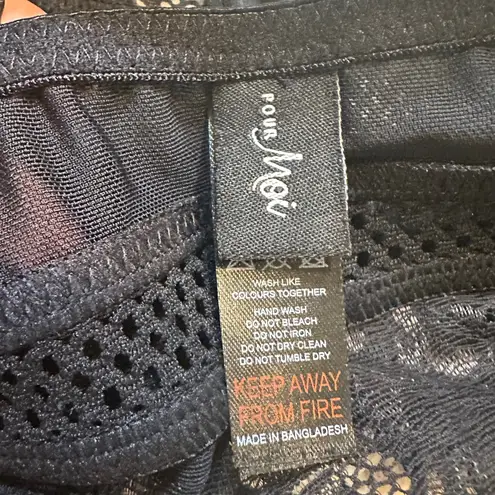 POUR
Moi
WASH LIKE
COLOURS TOGETHER
HAND WASH
DO NOT BLEACH
DO NOT IRON
DO NOT DRY CLEAN
DO NOT TUMBLE DRY
KEEP AWAY
FROM FIRE
MADE IN BANGLADESH